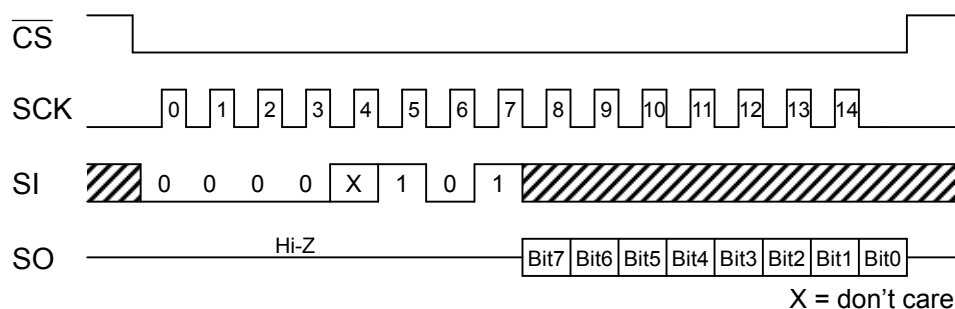 CS
SCK 0 1 2 3 4 5 6 7 8 9 10 11 12 13 14
SI 0 0 0 0 X 1 0 1
Hi-Z
SO Bit7 Bit6 Bit5 Bit4 Bit3 Bit2 Bit1 Bit0
X = don't care